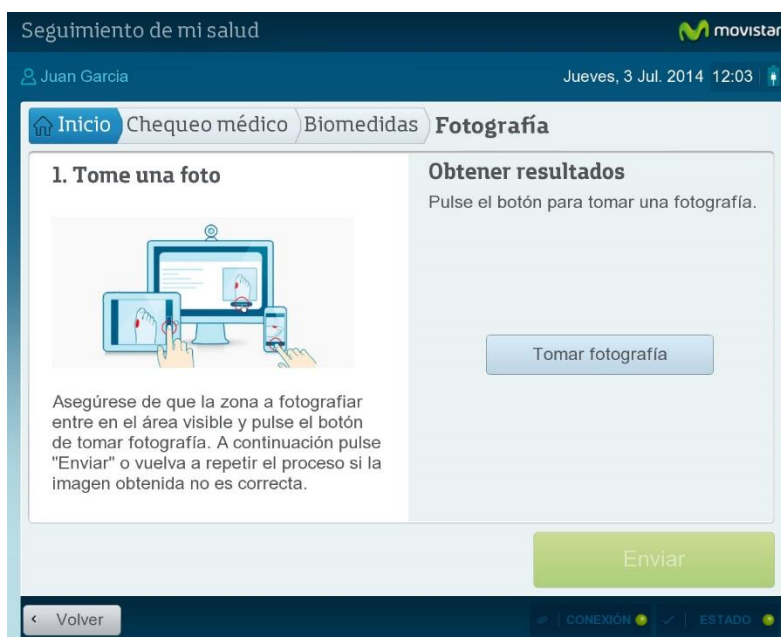 Seguimiento de mi salud
movistar
Juan Garcia
Jueves, 3 Jul. 2014 12:03
Inicio Chequeo médico Biomedidas Fotografía
1. Tome una foto
Asegúrese de que la zona a fotografiar
entre en el área visible y pulse el botón
de tomar fotografía. A continuación pulse
"Enviar" o vuelva a repetir el proceso si la
imagen obtenida no es correcta.
Obtener resultados
Pulse el botón para tomar una fotografía.
Tomar fotografía
Enviar
Volver
CONEXIÓN | ESTADO